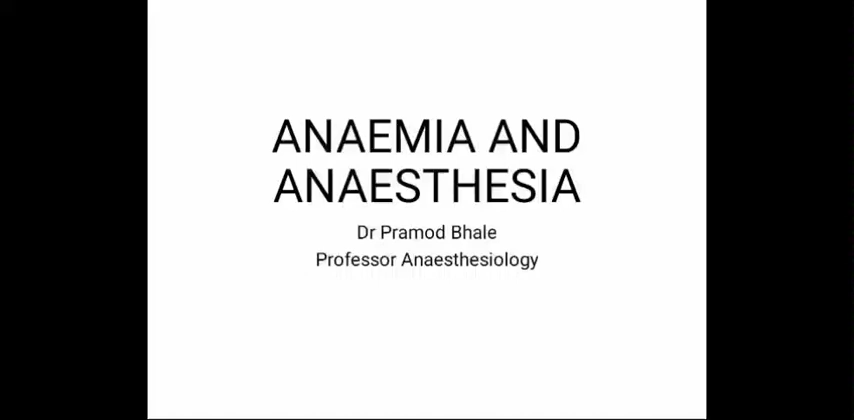 ANAEMIA AND
ANAESTHESIA
Dr Pramod Bhale
Professor Anaesthesiology